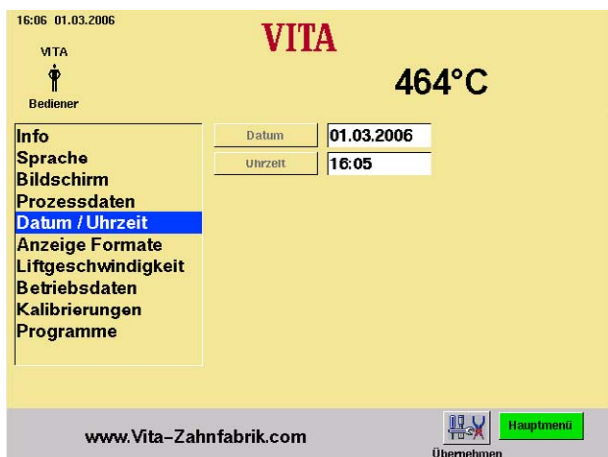 16:06 01.03.2006
VITA
VITA
464°C
Bediener
Info
Sprache
Bildschirm
Prozessdaten
Datum / Uhrzeit
Anzeige Formate
Liftgeschwindigkeit
Betriebsdaten
Kalibrierungen
Programme
Datum 01.03.2006
Uhrzeit 16:05
www.Vita-Zahnfabrik.com
Übernehmen
Hauptmenü